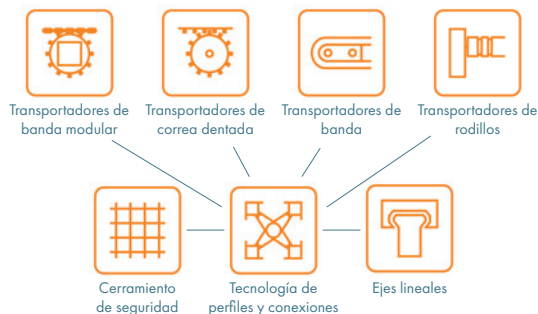 Transportadores de
banda modular
Transportadores de
correa dentada
Transportadores de
banda
Transportadores de
rodillos
Cerramiento
de seguridad
Tecnología de
perfiles y conexiones
Ejes lineales